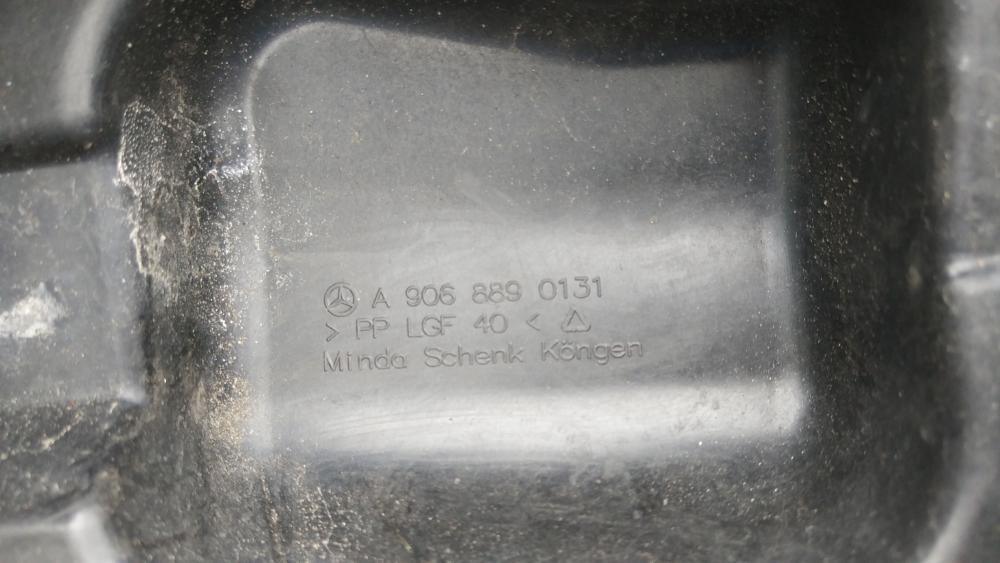 A 906 889 0131
> PP LGF 40 <
Minda Schenk Köngen